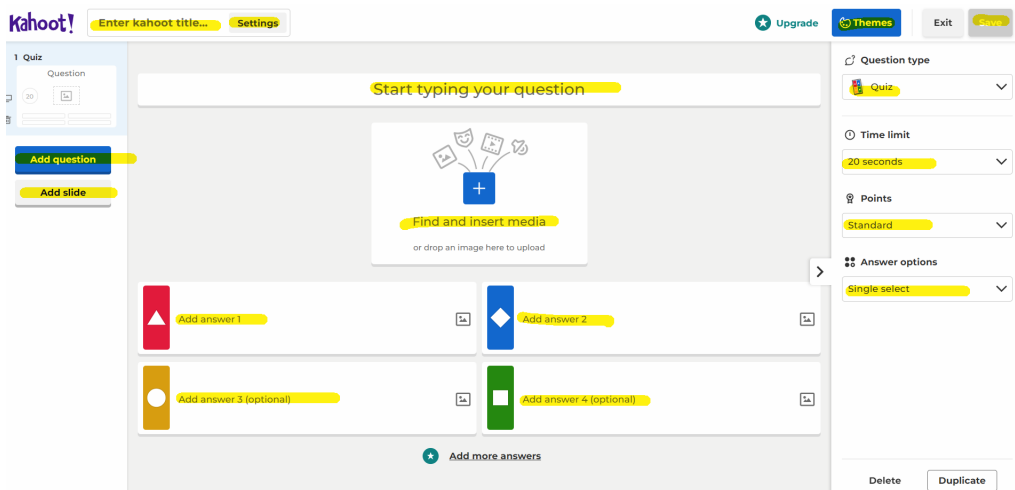 Kahoot!
Enter kahoot title...
Settings
Upgrade
Themes
Exit
Save
1 Quiz
Question
20
Add question
Add slide
Start typing your question
Find and insert media
or drop an image here to upload
Add answer 1
Add answer 2
Add answer 3 (optional)
Add answer 4 (optional)
Add more answers
Question type
Quiz
Time limit
20 seconds
Points
Standard
Answer options
Single select
Delete
Duplicate